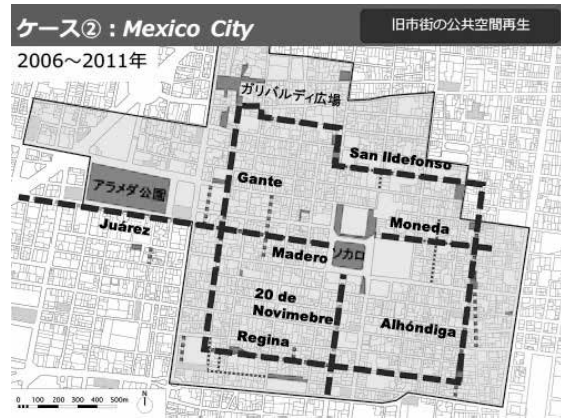 ケース②：Mexico City
旧市街の公共空間再生
2006～2011年
ガリバルディ広場
San Ildefonso
アラメダ公園
Gante
Moneda
Juárez
Madero
ソカロ
20 de
Novimebre
Alhóndiga
Regina
0 100 200 300 400 500m
N